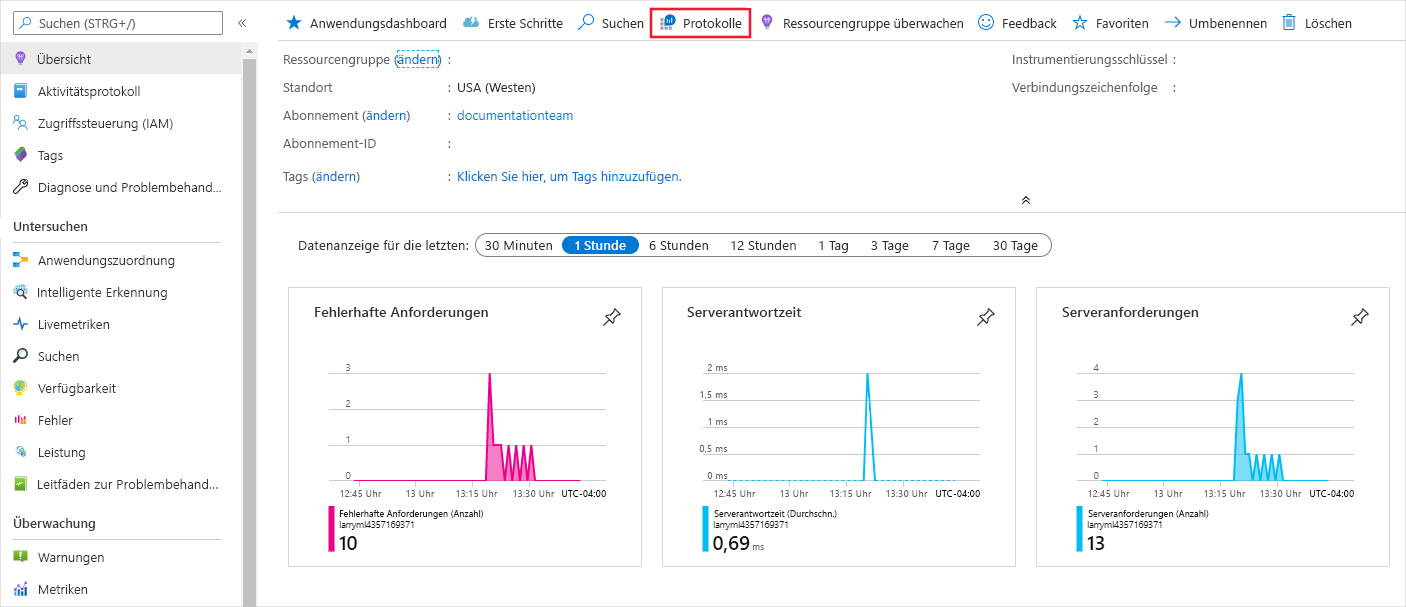 Suchen (STRG+/)
«
Anwendungsdashboard
Erste Schritte
Suchen
Protokolle
Ressourcengruppe überwachen
Feedback
Favoriten
Umbenennen
Löschen
Übersicht
Aktivitätsprotokoll
Zugriffssteuerung (IAM)
Tags
Diagnose und Problembehand...
Untersuchen
Anwendungszuordnung
Intelligente Erkennung
Livemetriken
Suchen
Verfügbarkeit
Fehler
Leistung
Leitfäden zur Problembehand...
Überwachung
Warnungen
Metriken
Ressourcengruppe (ändern) :
Standort : USA (Westen)
Abonnement (ändern) : documentationteam
Abonnement-ID :
Tags (ändern) : Klicken Sie hier, um Tags hinzuzufügen.
Instrumentierungsschlüssel :
Verbindungszeichenfolge :
Datenanzeige für die letzten: 30 Minuten 1 Stunde 6 Stunden 12 Stunden 1 Tag 3 Tage 7 Tage 30 Tage
Fehlerhafte Anforderungen
3
2
1
0
12:45 Uhr 13 Uhr 13:15 Uhr 13:30 Uhr UTC-04:00
Fehlerhafte Anforderungen (Anzahl)
larryml4357169371
10
Serverantwortzeit
2 ms
1,5 ms
1 ms
0,5 ms
0 ms
12:45 Uhr 13 Uhr 13:15 Uhr 13:30 Uhr UTC-04:00
Serverantwortzeit (Durchschn.)
larryml4357169371
0,69 ms
Serveranforderungen
4
3
2
1
0
12:45 Uhr 13 Uhr 13:15 Uhr 13:30 Uhr UTC-04:00
Serveranforderungen (Anzahl)
larryml4357169371
13